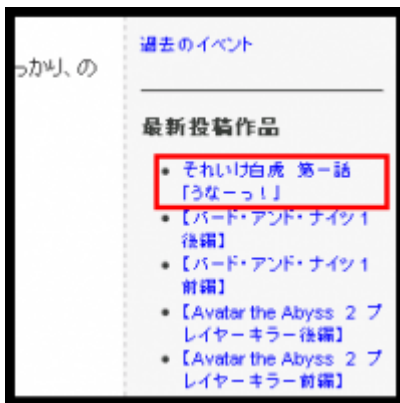 過去のイベント
っかり、の
最新投稿作品
それいけ白虎 第一話
「うなーっ！」
【バード・アンド・ナイツ１
後編】
【バード・アンド・ナイツ１
前編】
【Avatar the Abyss ２ プ
レイヤーキラー後編】
【Avatar the Abyss ２ プ
レイヤーキラー前編】